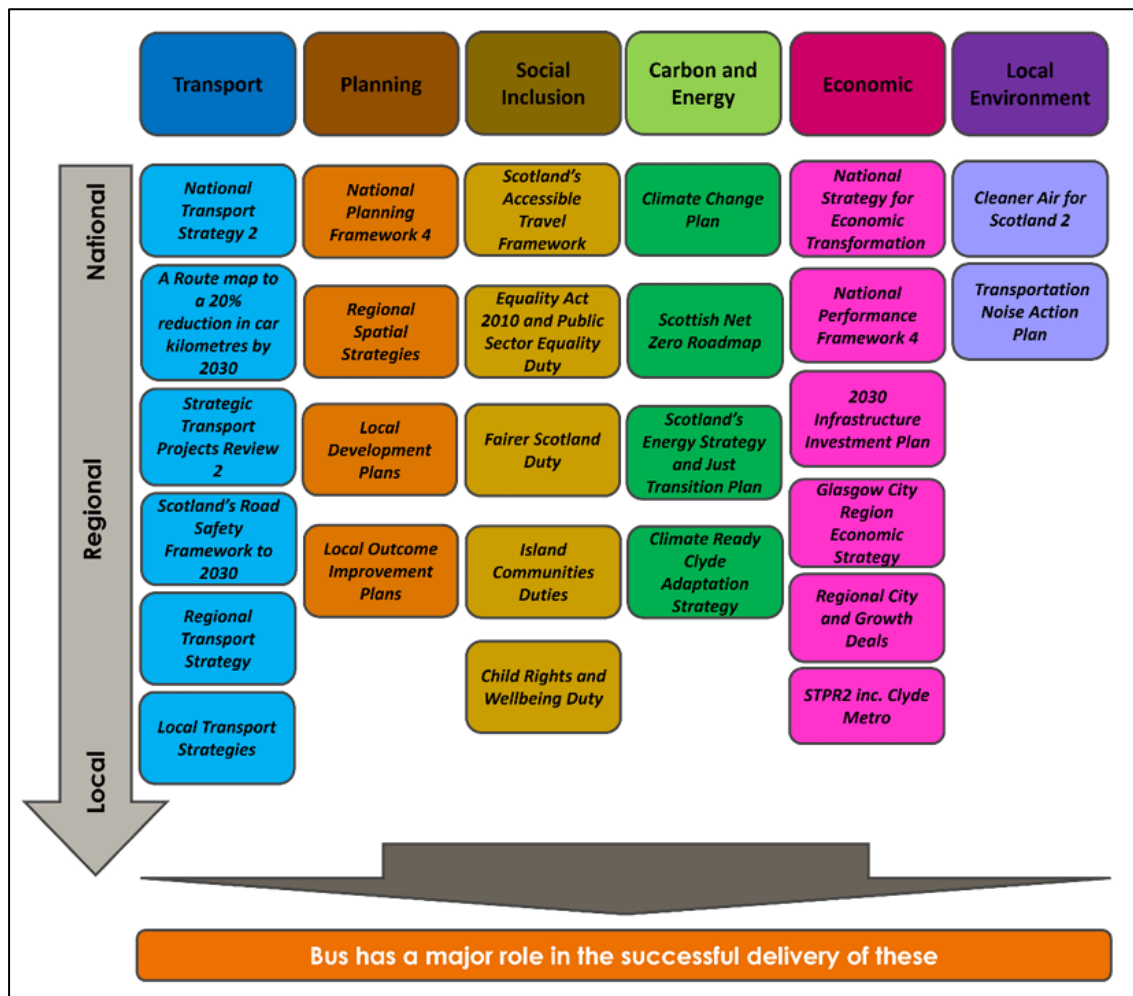 Transport
Planning
Social
Inclusion
Carbon and
Energy
Economic
Local
Environment
National
Regional
Local
National
Transport
Strategy 2
A Route map to
a 20%
reduction in car
kilometres by
2030
Strategic
Transport
Projects Review
2
Scotland's Road
Safety
Framework to
2030
Regional
Transport
Strategy
Local Transport
Strategies
National
Planning
Framework 4
Regional
Spatial
Strategies
Local
Development
Plans
Local Outcome
Improvement
Plans
Scotland's
Accessible
Travel
Framework
Equality Act
2010 and Public
Sector Equality
Duty
Fairer Scotland
Duty
Island
Communities
Duties
Child Rights and
Wellbeing Duty
Climate Change
Plan
Scottish Net
Zero Roadmap
Scotland's
Energy Strategy
and Just
Transition Plan
Climate Ready
Clyde
Adaptation
Strategy
National
Strategy for
Economic
Transformation
National
Performance
Framework 4
2030
Infrastructure
Investment Plan
Glasgow City
Region
Economic
Strategy
Regional City
and Growth
Deals
STPR2 inc. Clyde
Metro
Cleaner Air for
Scotland 2
Transportation
Noise Action
Plan
Bus has a major role in the successful delivery of these